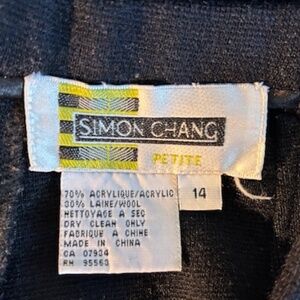 SIMON CHANG
PETITE
70% ACRYLIQUE/ACRYLIC
30% LAINE/WOOL
NETTOYAGE A SEC
DRY CLEAN ONLY
FABRIQUE A CHINE
MADE IN CHINA
CA 07934
RN 95563
14